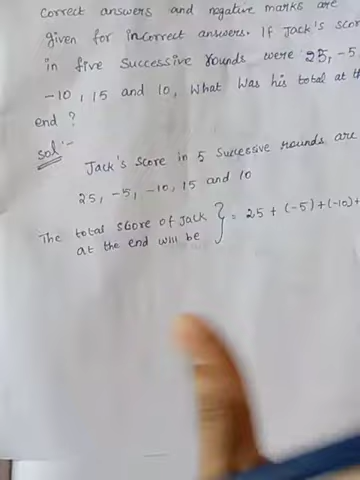 correct answers and negative marks are
given for incorrect answers. If Jack's scor
in five successive rounds were 25, -5
-10, 15 and 10, What was his total at th
end ?
Sol :-
Jack's Score in 5 Successive rounds are
25, -5, -10, 15 and 10
The total score of Jack
at the end will be } = 25 + (-5) + (-10) +